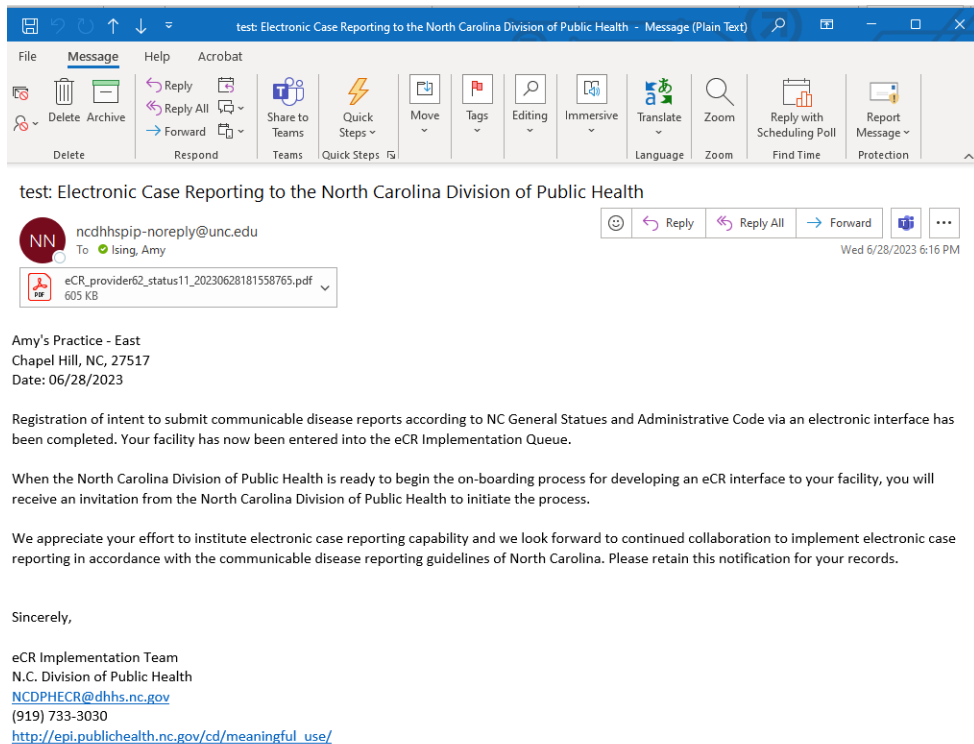 test: Electronic Case Reporting to the North Carolina Division of Public Health - Message (Plain Text)
File Message Help Acrobat
Delete Archive
Reply
Reply All
Forward
Share to Teams
Quick Steps
Move
Tags
Editing
Immersive
Translate
Zoom
Reply with Scheduling Poll
Report Message
Delete Respond Teams Quick Steps Language Zoom Find Time Protection
test: Electronic Case Reporting to the North Carolina Division of Public Health
NN
ncdhhspip-noreply@unc.edu
To Ising, Amy
Reply Reply All Forward
Wed 6/28/2023 6:16 PM
PDF
eCR_provider62_status11_20230628181558765.pdf
605 KB
Amy's Practice - East
Chapel Hill, NC, 27517
Date: 06/28/2023
Registration of intent to submit communicable disease reports according to NC General Statues and Administrative Code via an electronic interface has
been completed. Your facility has now been entered into the eCR Implementation Queue.
When the North Carolina Division of Public Health is ready to begin the on-boarding process for developing an eCR interface to your facility, you will
receive an invitation from the North Carolina Division of Public Health to initiate the process.
We appreciate your effort to institute electronic case reporting capability and we look forward to continued collaboration to implement electronic case
reporting in accordance with the communicable disease reporting guidelines of North Carolina. Please retain this notification for your records.
Sincerely,
eCR Implementation Team
N.C. Division of Public Health
NCDPHECR@dhhs.nc.gov
(919) 733-3030
http://epi.publichealth.nc.gov/cd/meaningful_use/